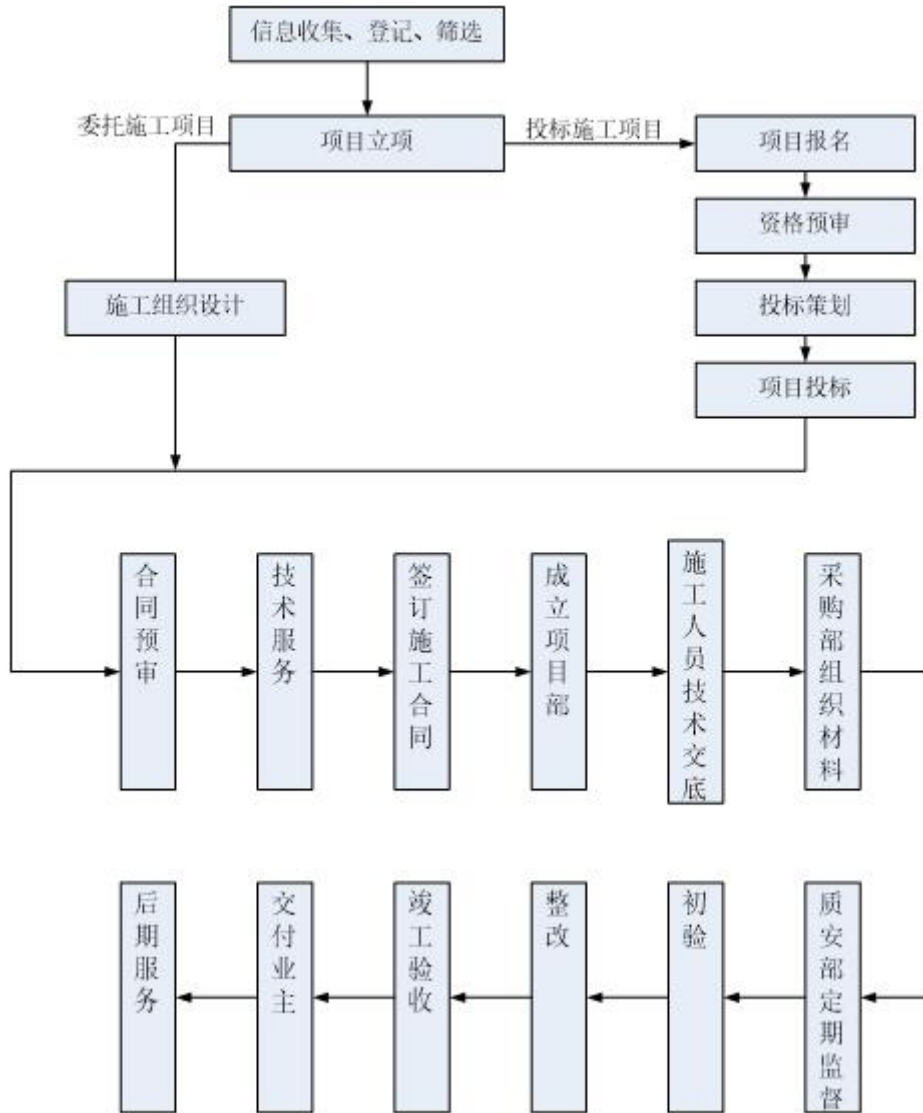 信息收集、登记、筛选
委托施工项目
项目立项
投标施工项目
项目报名
资格预审
施工组织设计
投标策划
项目投标
合同预审
技术服务
签订施工合同
成立项目部
施工人员技术交底
采购部组织材料
后期服务
交付业主
竣工验收
整改
初验
质安部定期监督